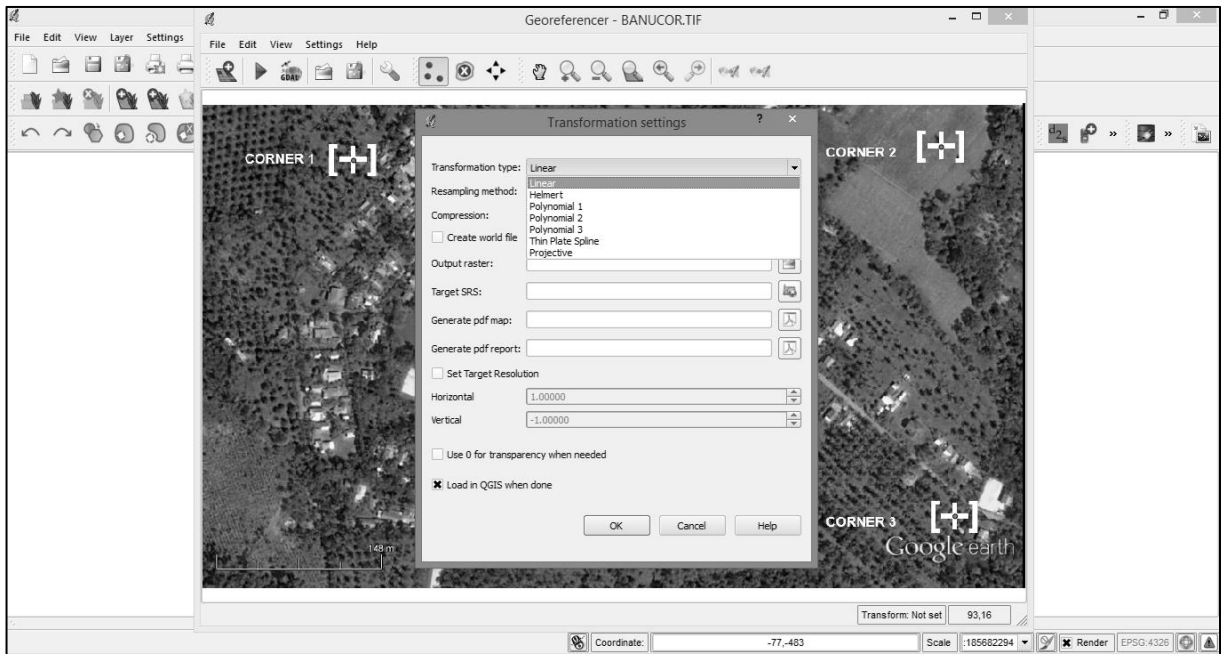 Georeferencer - BANUCOR.TIF
File Edit View Layer Settings
File Edit View Settings Help
GDAL
Transformation settings
?
CORNER 1
CORNER 2
Transformation type: Linear
Linear
Helmert
Polynomial 1
Polynomial 2
Polynomial 3
Thin Plate Spline
Projective
Resampling method:
Compression:
Create world file
Output raster:
Target SRS:
Generate pdf map:
Generate pdf report:
Set Target Resolution
Horizontal 1.00000
Vertical -1.00000
Use 0 for transparency when needed
Load in QGIS when done
OK Cancel Help
CORNER 3
148 m
Google earth
Transform: Not set 93,16
Coordinate: -77,-483 Scale :185682294 Render EPSG:4326